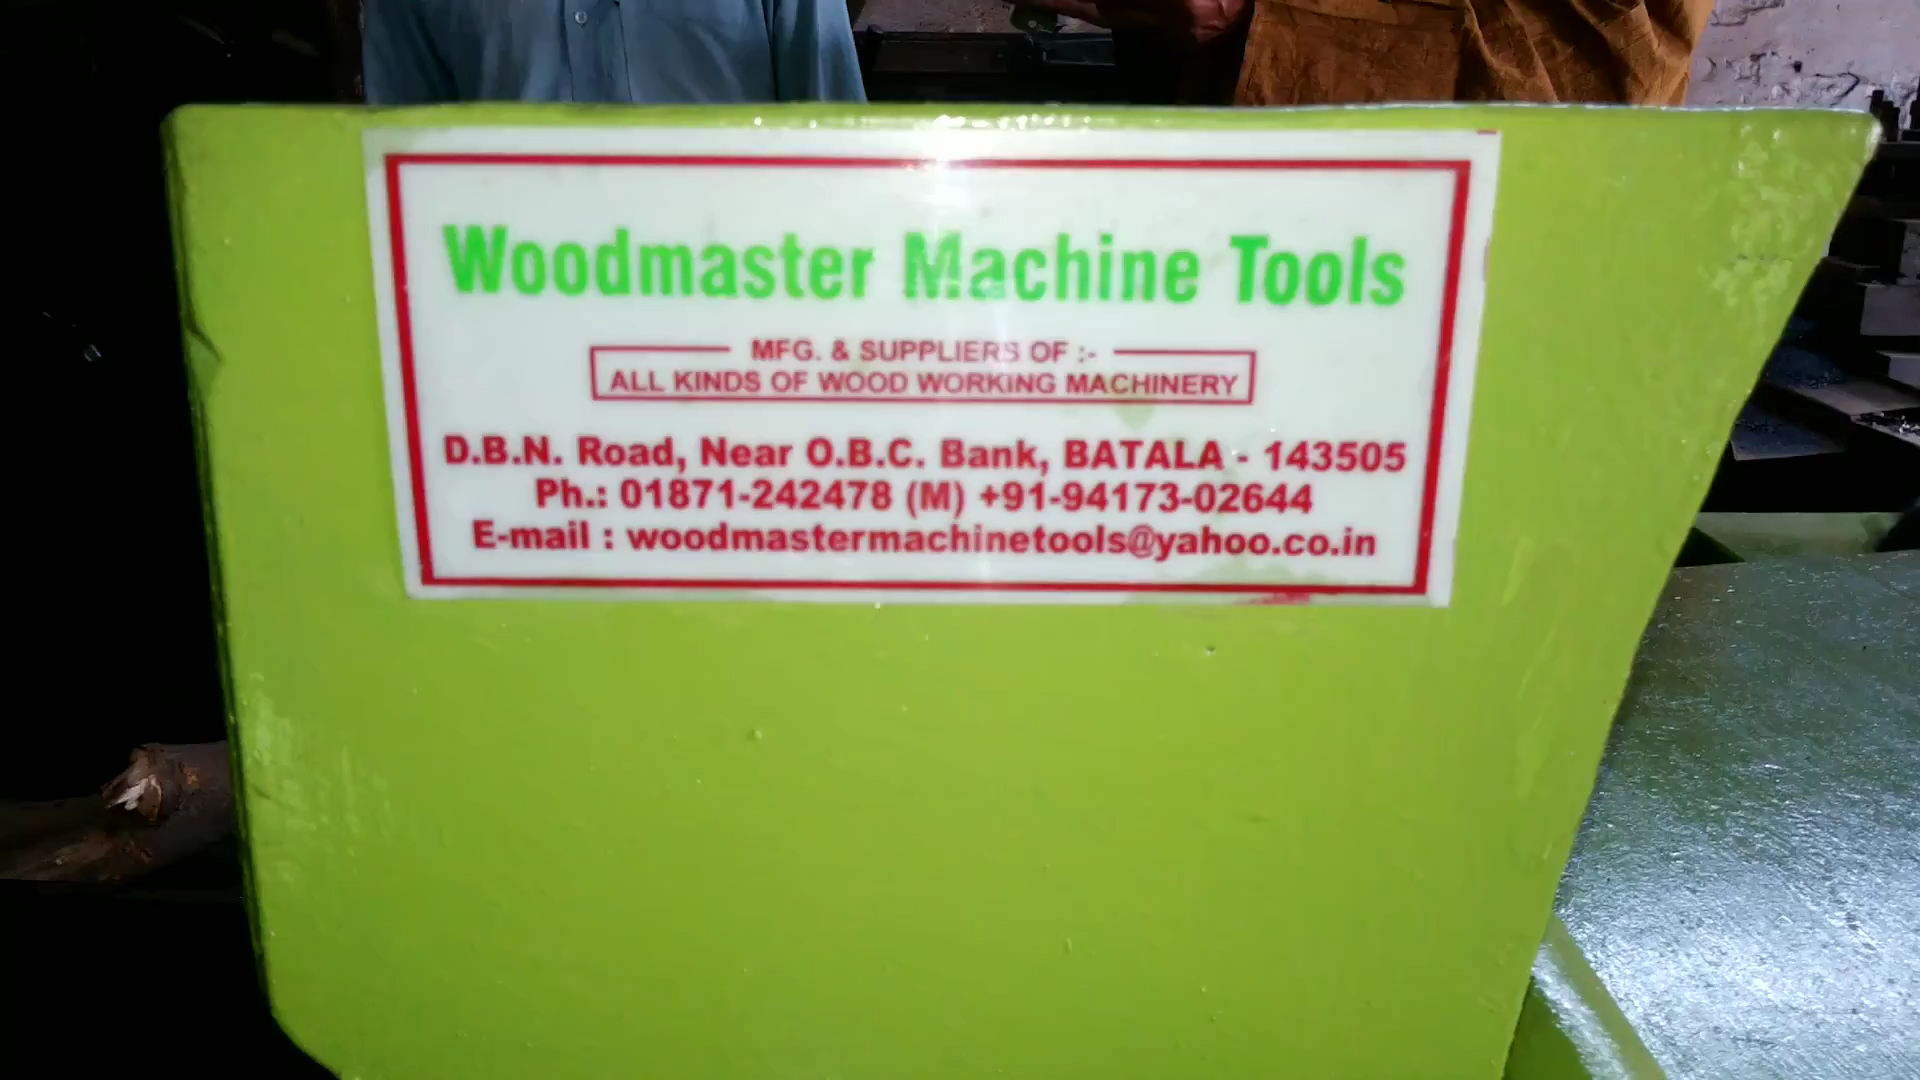 Woodmaster Machine Tools
MFG. & SUPPLIERS OF :-
ALL KINDS OF WOOD WORKING MACHINERY
D.B.N. Road, Near O.B.C. Bank, BATALA - 143505
Ph.: 01871-242478 (M) +91-94173-02644
E-mail : woodmastermachinetools@yahoo.co.in